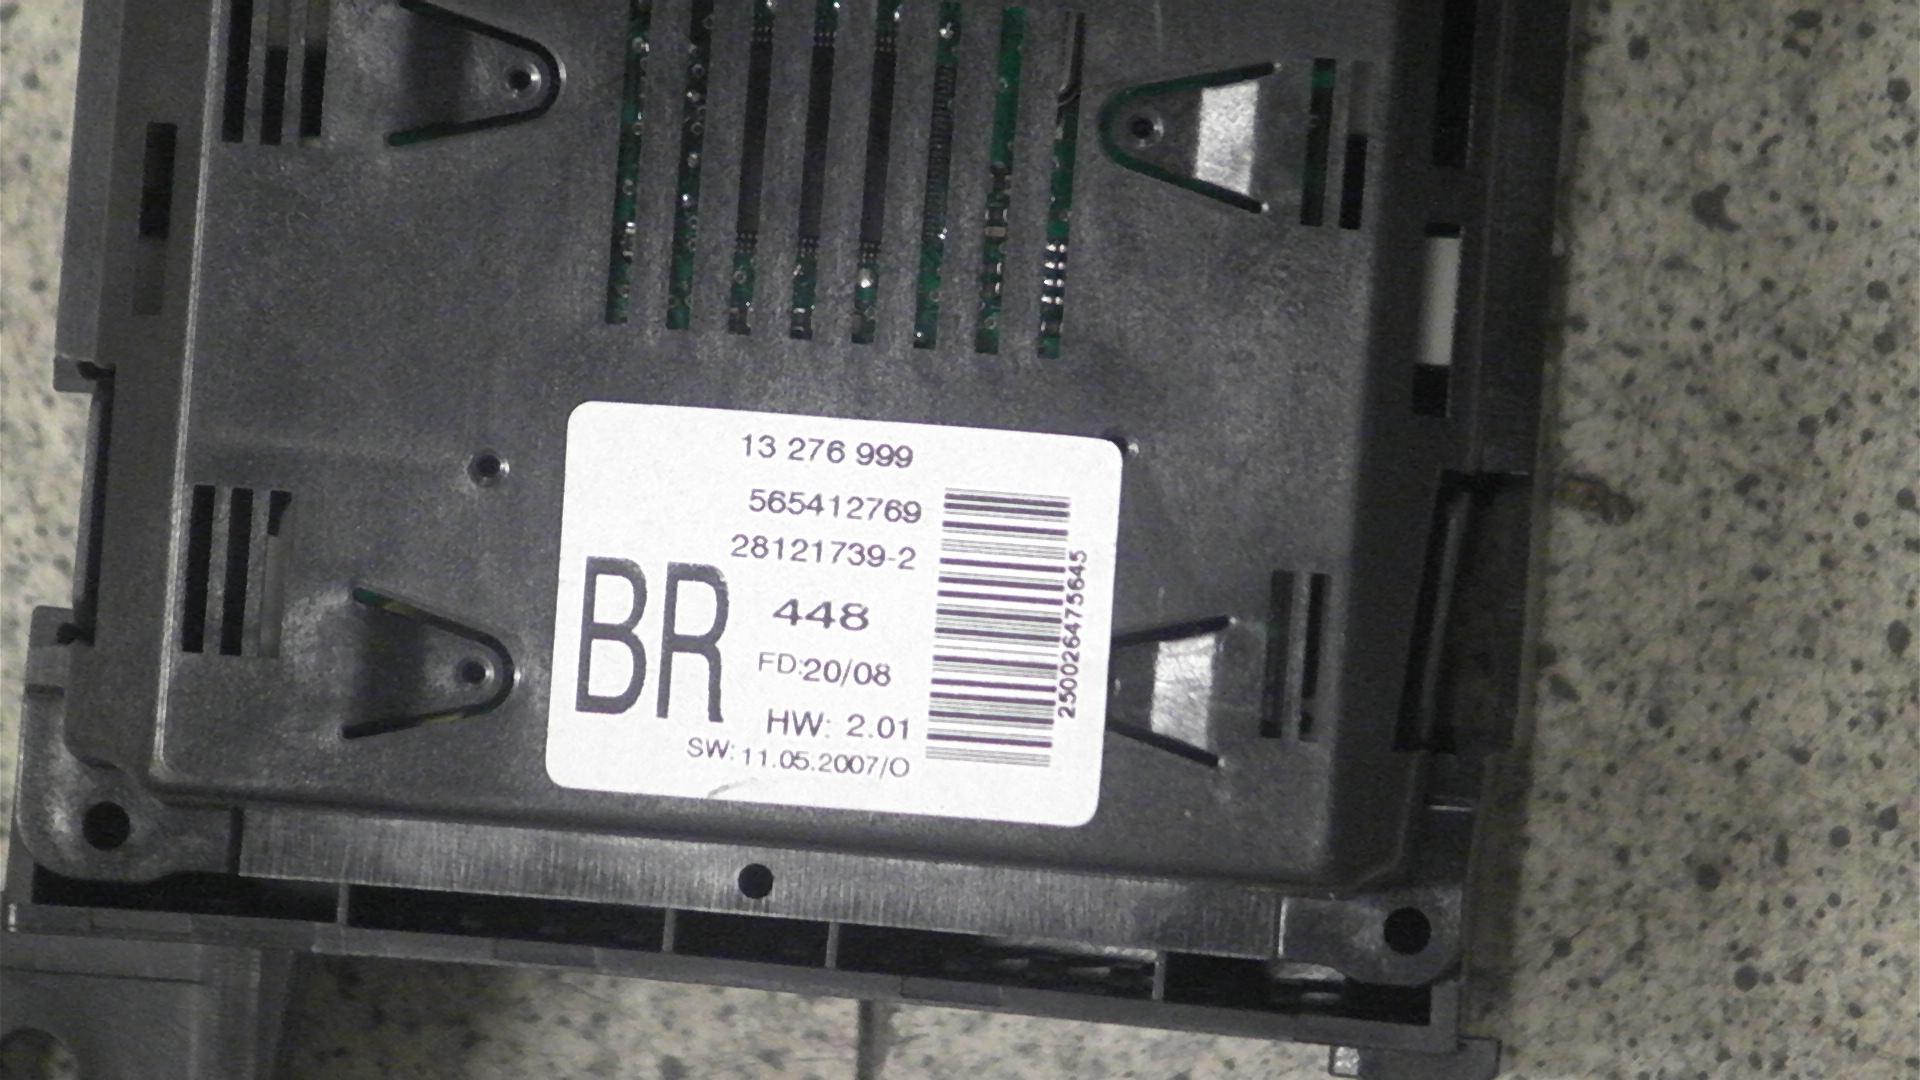 13 276 999
565412769
28121739-2
BR
448
FD:20/08
HW: 2.01
SW:11.05.2007/O
250026475645